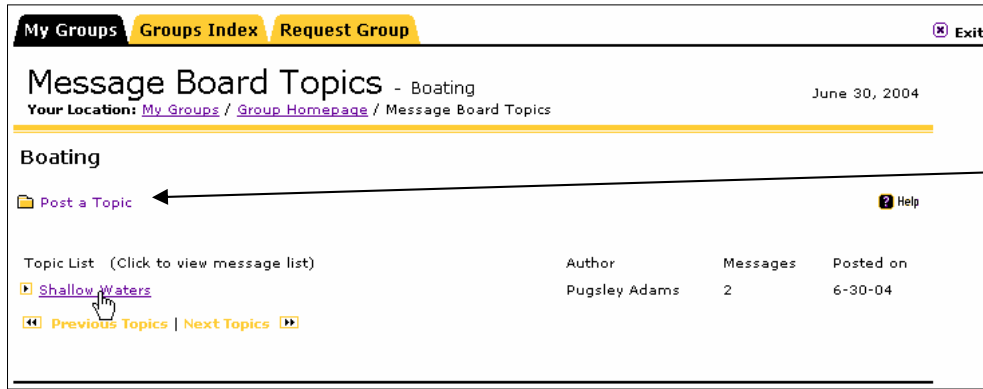 My Groups Groups Index Request Group Exit
Message Board Topics - Boating June 30, 2004
Your Location: My Groups / Group Homepage / Message Board Topics
Boating
Post a Topic ? Help
Topic List (Click to view message list) Author Messages Posted on
Shallow Waters Pugsley Adams 2 6-30-04
Previous Topics | Next Topics